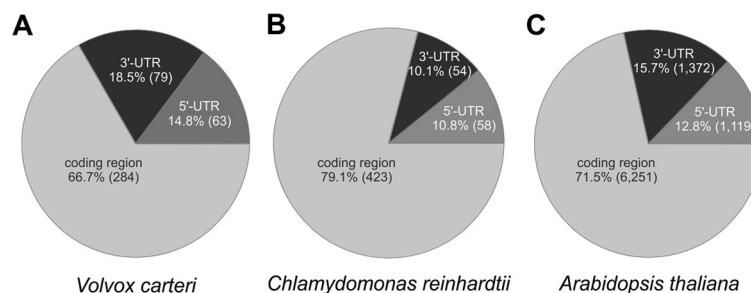 A
3'-UTR
18.5% (79)
5'-UTR
14.8% (63)
coding region
66.7% (284)
Volvox carteri
B
3'-UTR
10.1% (54)
5'-UTR
10.8% (58)
coding region
79.1% (423)
Chlamydomonas reinhardtii
C
3'-UTR
15.7% (1,372)
5'-UTR
12.8% (1,119)
coding region
71.5% (6,251)
Arabidopsis thaliana